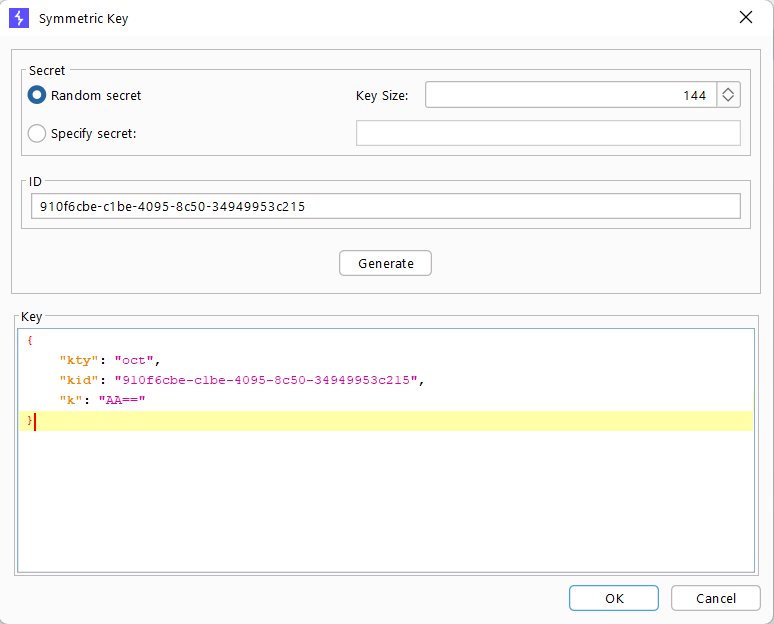 Symmetric Key
Secret
Random secret
Key Size:
144
Specify secret:
ID
910f6cbe-c1be-4095-8c50-34949953c215
Generate
Key
{
"kty": "oct",
"kid": "910f6cbe-c1be-4095-8c50-34949953c215",
"k": "AA=="
}
OK
Cancel